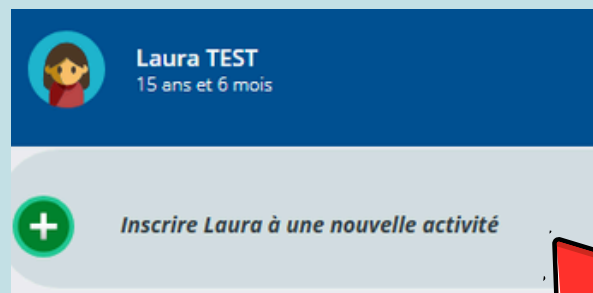 Laura TEST
15 ans et 6 mois
Inscrire Laura à une nouvelle activité